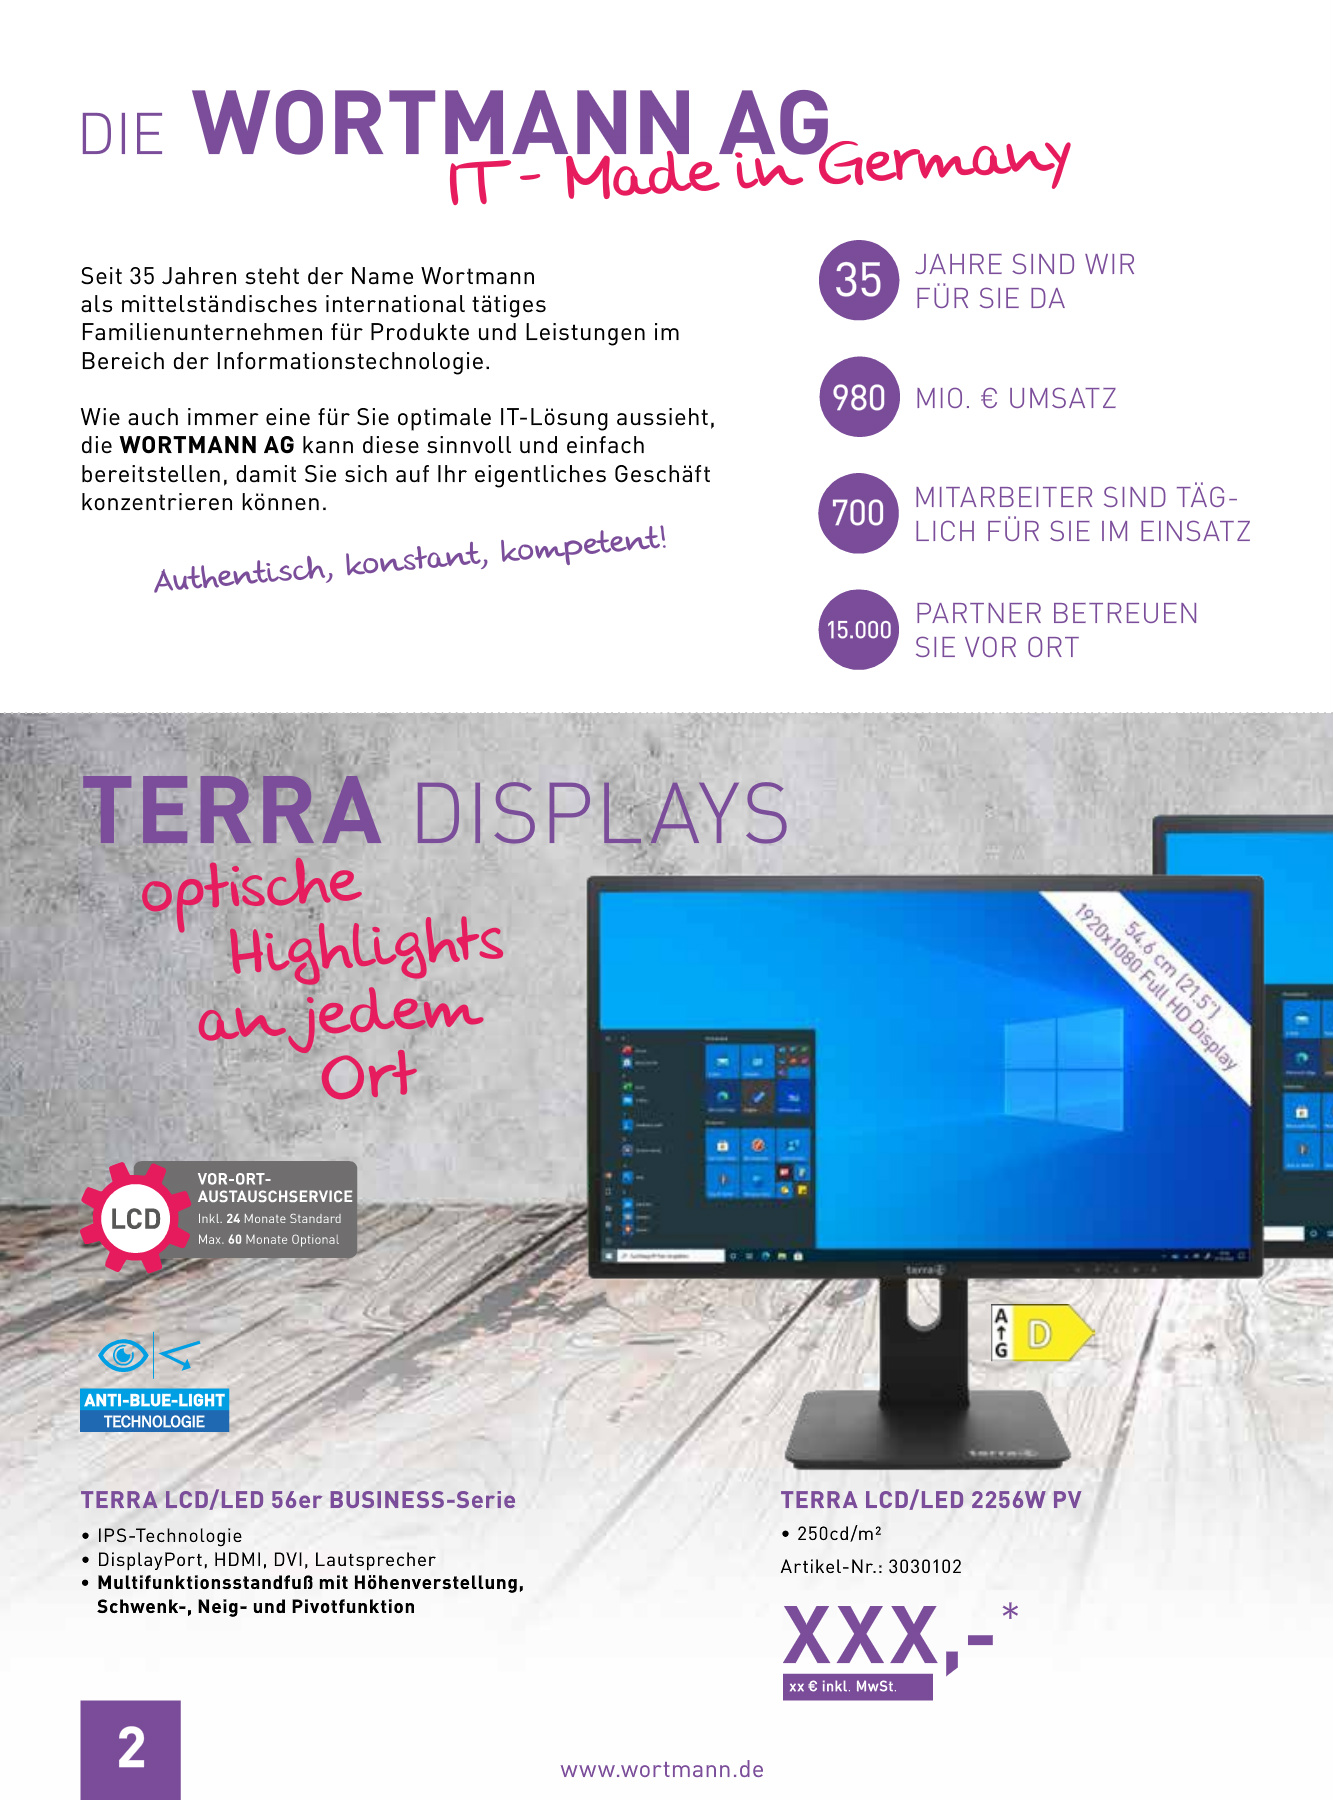 DIE WORTMANN AG
IT - Made in Germany
Seit 35 Jahren steht der Name Wortmann
als mittelständisches international tätiges
Familienunternehmen für Produkte und Leistungen im
Bereich der Informationstechnologie.
Wie auch immer eine für Sie optimale IT-Lösung aussieht,
die WORTMANN AG kann diese sinnvoll und einfach
bereitstellen, damit Sie sich auf Ihr eigentliches Geschäft
konzentrieren können.
Authentisch, konstant, kompetent!
35 JAHRE SIND WIR
FÜR SIE DA
980 MIO. € UMSATZ
700 MITARBEITER SIND TÄG-
LICH FÜR SIE IM EINSATZ
15.000 PARTNER BETREUEN
SIE VOR ORT
TERRA DISPLAYS
optische
Highlights
an jedem
Ort
54,6 cm (21.5")
1920x1080 Full HD Display
LCD
VOR-ORT-
AUSTAUSCHSERVICE
Inkl. 24 Monate Standard
Max. 60 Monate Optional
terra
A
G
D
terra
ANTI-BLUE-LIGHT
TECHNOLOGIE
TERRA LCD/LED 56er BUSINESS-Serie
• IPS-Technologie
• DisplayPort, HDMI, DVI, Lautsprecher
• Multifunktionsstandfuß mit Höhenverstellung,
Schwenk-, Neig- und Pivotfunktion
TERRA LCD/LED 2256W PV
• 250cd/m²
Artikel-Nr.: 3030102
XXX,-*
xx € inkl. MwSt.
2
www.wortmann.de